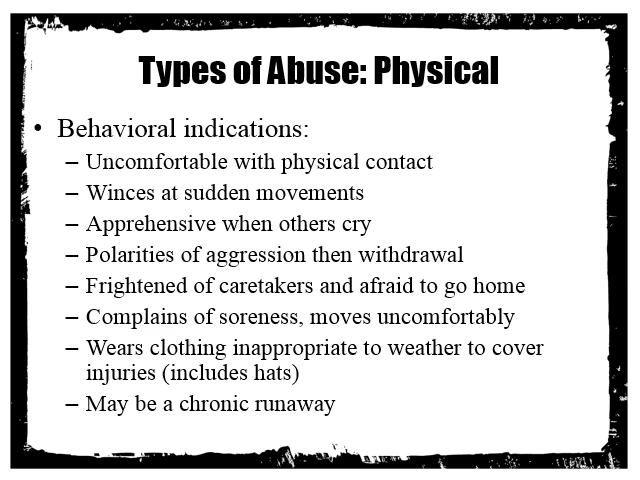 Types of Abuse: Physical
• Behavioral indications:
– Uncomfortable with physical contact
– Winces at sudden movements
– Apprehensive when others cry
– Polarities of aggression then withdrawal
– Frightened of caretakers and afraid to go home
– Complains of soreness, moves uncomfortably
– Wears clothing inappropriate to weather to cover
injuries (includes hats)
– May be a chronic runaway